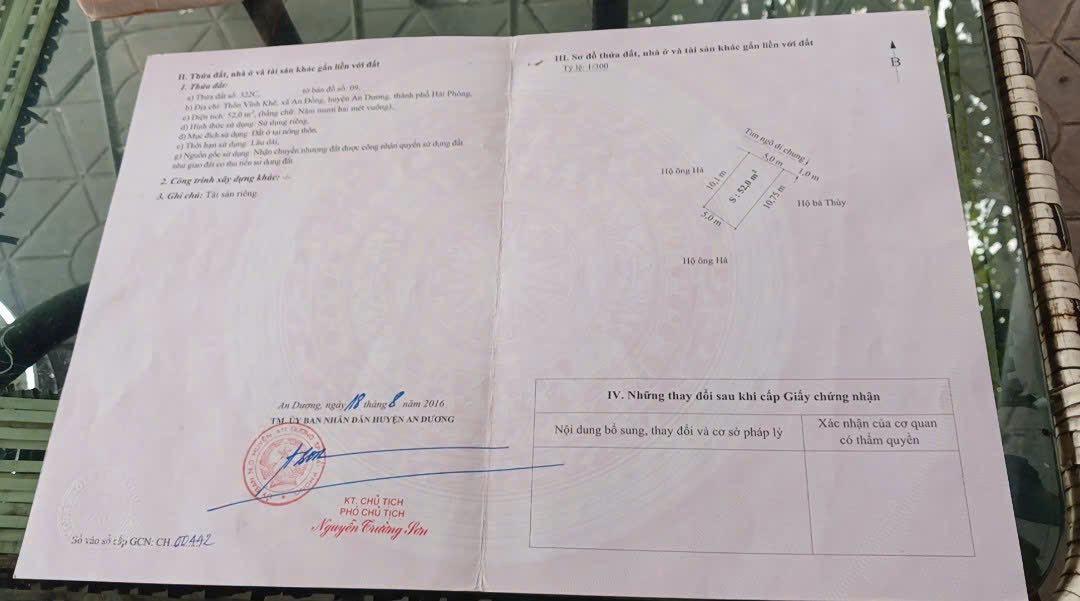 II. Thửa đất, nhà ở và tài sản khác gắn liền với đất
1. Thửa đất:
a) Thửa đất số: 322C, tờ bản đồ số: 09,
b) Địa chỉ: Thôn Vĩnh Khê, xã An Đồng, huyện An Dương, thành phố Hải Phòng,
c) Diện tích: 52,0 m², (bằng chữ: Năm mươi hai mét vuông),
d) Hình thức sử dụng: Sử dụng riêng,
đ) Mục đích sử dụng: Đất ở tại nông thôn,
e) Thời hạn sử dụng: Lâu dài,
g) Nguồn gốc sử dụng: Nhận chuyển nhượng đất được công nhận quyền sử dụng đất
như giao đất có thu tiền sử dụng đất.
2. Công trình xây dựng khác: -/-
3. Ghi chú: Tài sản riêng.
An Dương, ngày 18 tháng 8 năm 2016
TM. ỦY BAN NHÂN DÂN HUYỆN AN DƯƠNG
KT. CHỦ TỊCH
PHÓ CHỦ TỊCH
Nguyễn Trường Sơn
Số vào sổ cấp GCN: CH 00442
III. Sơ đồ thửa đất, nhà ở và tài sản khác gắn liền với đất
Tỷ lệ: 1/300
B
ngõ đi chung
5,0 m
1,0 m
Hộ ông Hà
10,1 m
S : 52,0 m²
10,75 m
Hộ bà Thùy
5,0 m
Hộ ông Hà
IV. Những thay đổi sau khi cấp Giấy chứng nhận
Nội dung bổ sung, thay đổi và cơ sở pháp lý
Xác nhận của cơ quan
có thẩm quyền